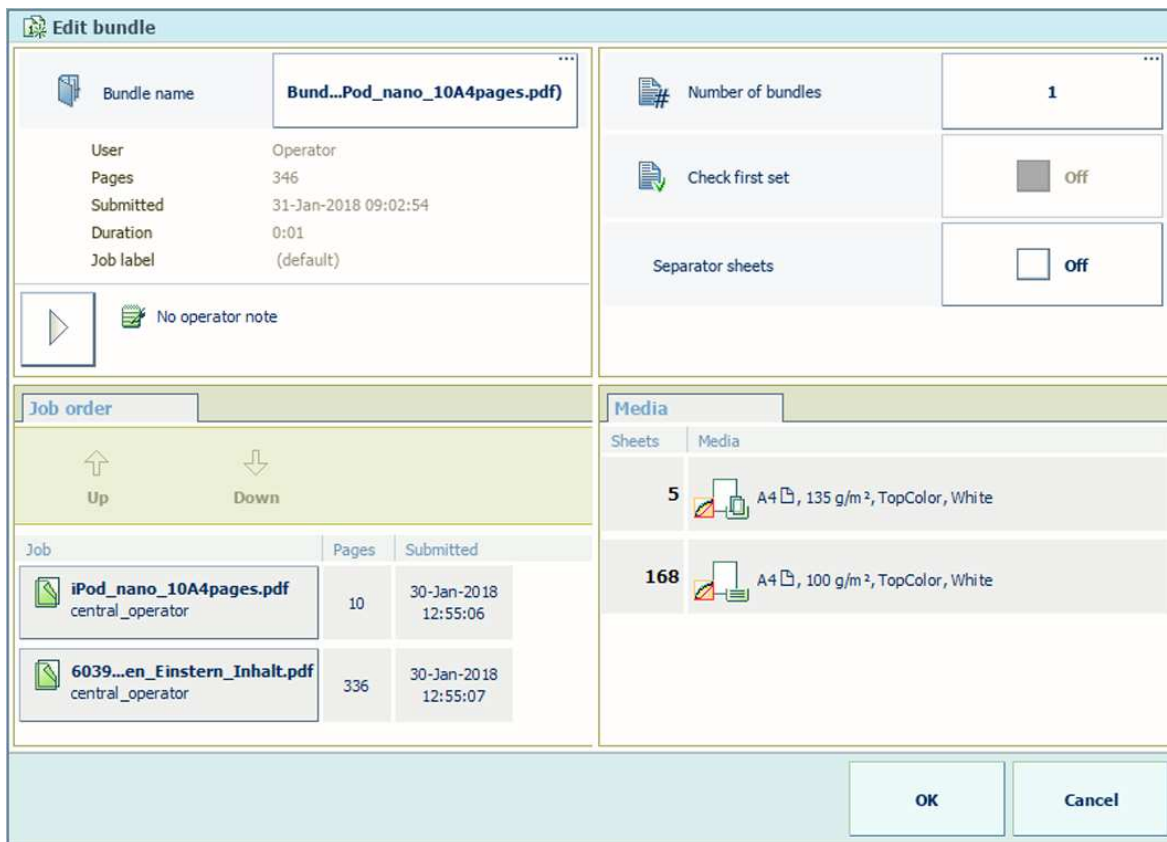 Edit bundle
Bundle name
Bund...Pod_nano_10A4pages.pdf)
User Operator
Pages 346
Submitted 31-Jan-2018 09:02:54
Duration 0:01
Job label (default)
No operator note
Number of bundles 1
Check first set Off
Separator sheets Off
Job order
Up Down
Job Pages Submitted
iPod_nano_10A4pages.pdf
central_operator
10
30-Jan-2018
12:55:06
6039...en_Einstern_Inhalt.pdf
central_operator
336
30-Jan-2018
12:55:07
Media
Sheets Media
5 A4, 135 g/m², TopColor, White
168 A4, 100 g/m², TopColor, White
OK Cancel